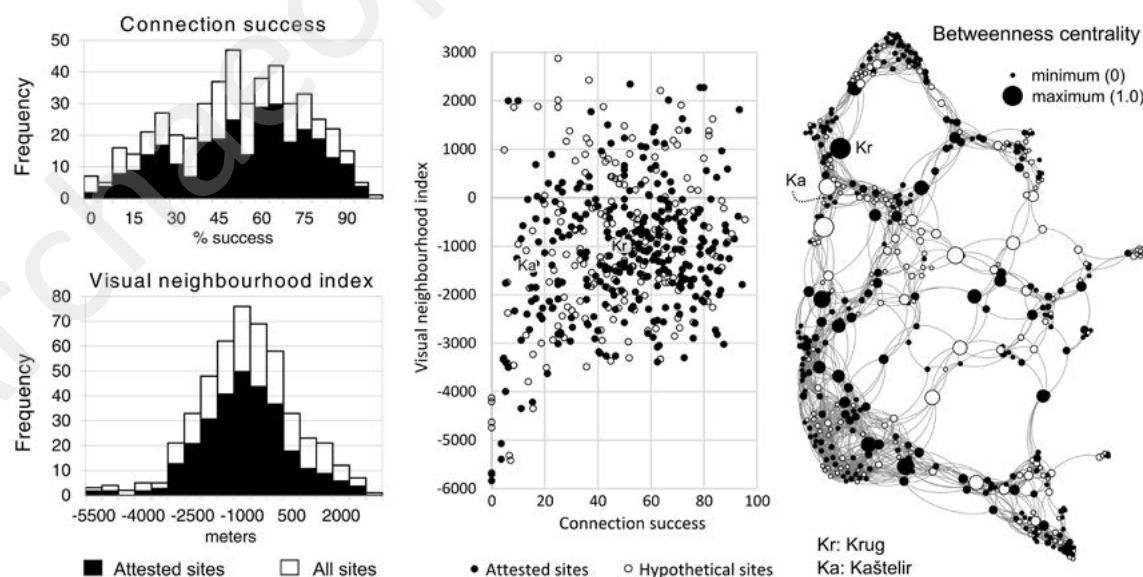 Connection success
50
40
30
20
10
0
Frequency
0 15 30 45 60 75 90
% success
Visual neighbourhood index
80
70
60
50
40
30
20
10
0
Frequency
-5500 -4000 -2500 -1000 500 2000
meters
Attested sites All sites
3000
2000
1000
0
-1000
-2000
-3000
-4000
-5000
-6000
Visual neighbourhood index
Kr
Ka
0 20 40 60 80 100
Connection success
Attested sites Hypothetical sites
Betweenness centrality
minimum (0)
maximum (1.0)
Kr
Ka
Kr: Krug
Ka: Kaštelir